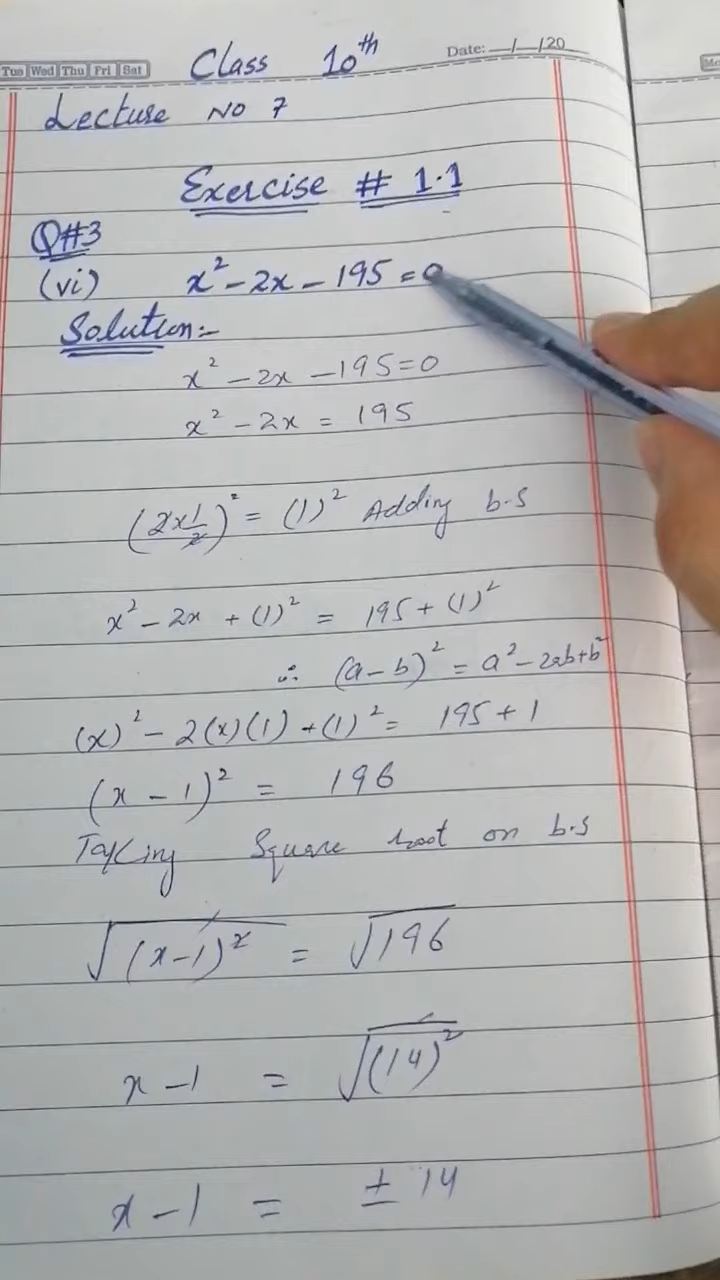 Tue Wed Thu Fri Sat
Class 10th
Date: __/__/20__
Lecture NO 7
Exercise # 1.1
Q#3
(vi) x² - 2x - 195 = 0
Solution:-
x² - 2x - 195 = 0
x² - 2x = 195
(2x1/2)² = (1)² Adding b.s
x² - 2x + (1)² = 195 + (1)²
∴ (a-b)² = a² - 2ab + b²
(x)² - 2(x)(1) + (1)² = 195 + 1
(x - 1)² = 196
Taking Square root on b.s
√(x-1)² = √196
x - 1 = √(14)²
x - 1 = ± 14